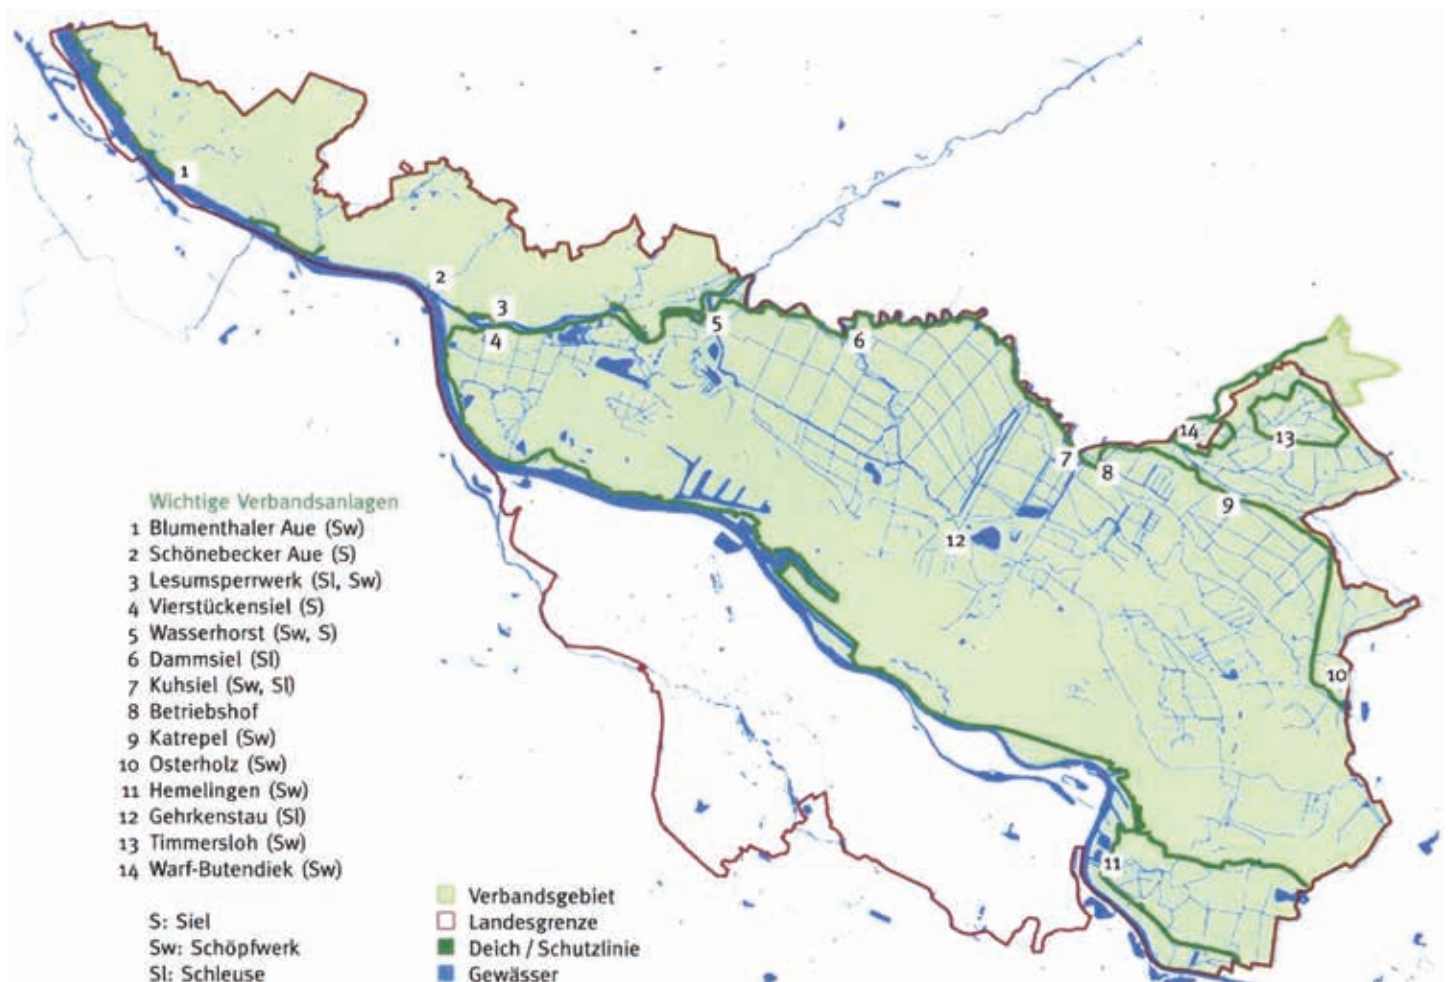 1
2
3
4
5
6
7
8
9
10
11
12
13
14
Wichtige Verbandsanlagen
1 Blumenthaler Aue (Sw)
2 Schönebecker Aue (S)
3 Lesumsperrwerk (Sl, Sw)
4 Vierstückensiel (S)
5 Wasserhorst (Sw, S)
6 Dammsiel (Sl)
7 Kuhsiel (Sw, Sl)
8 Betriebshof
9 Katrepel (Sw)
10 Osterholz (Sw)
11 Hemelingen (Sw)
12 Gehrkenstau (Sl)
13 Timmersloh (Sw)
14 Warf-Butendiek (Sw)
S: Siel
Sw: Schöpfwerk
Sl: Schleuse
Verbandsgebiet
Landesgrenze
Deich / Schutzlinie
Gewässer